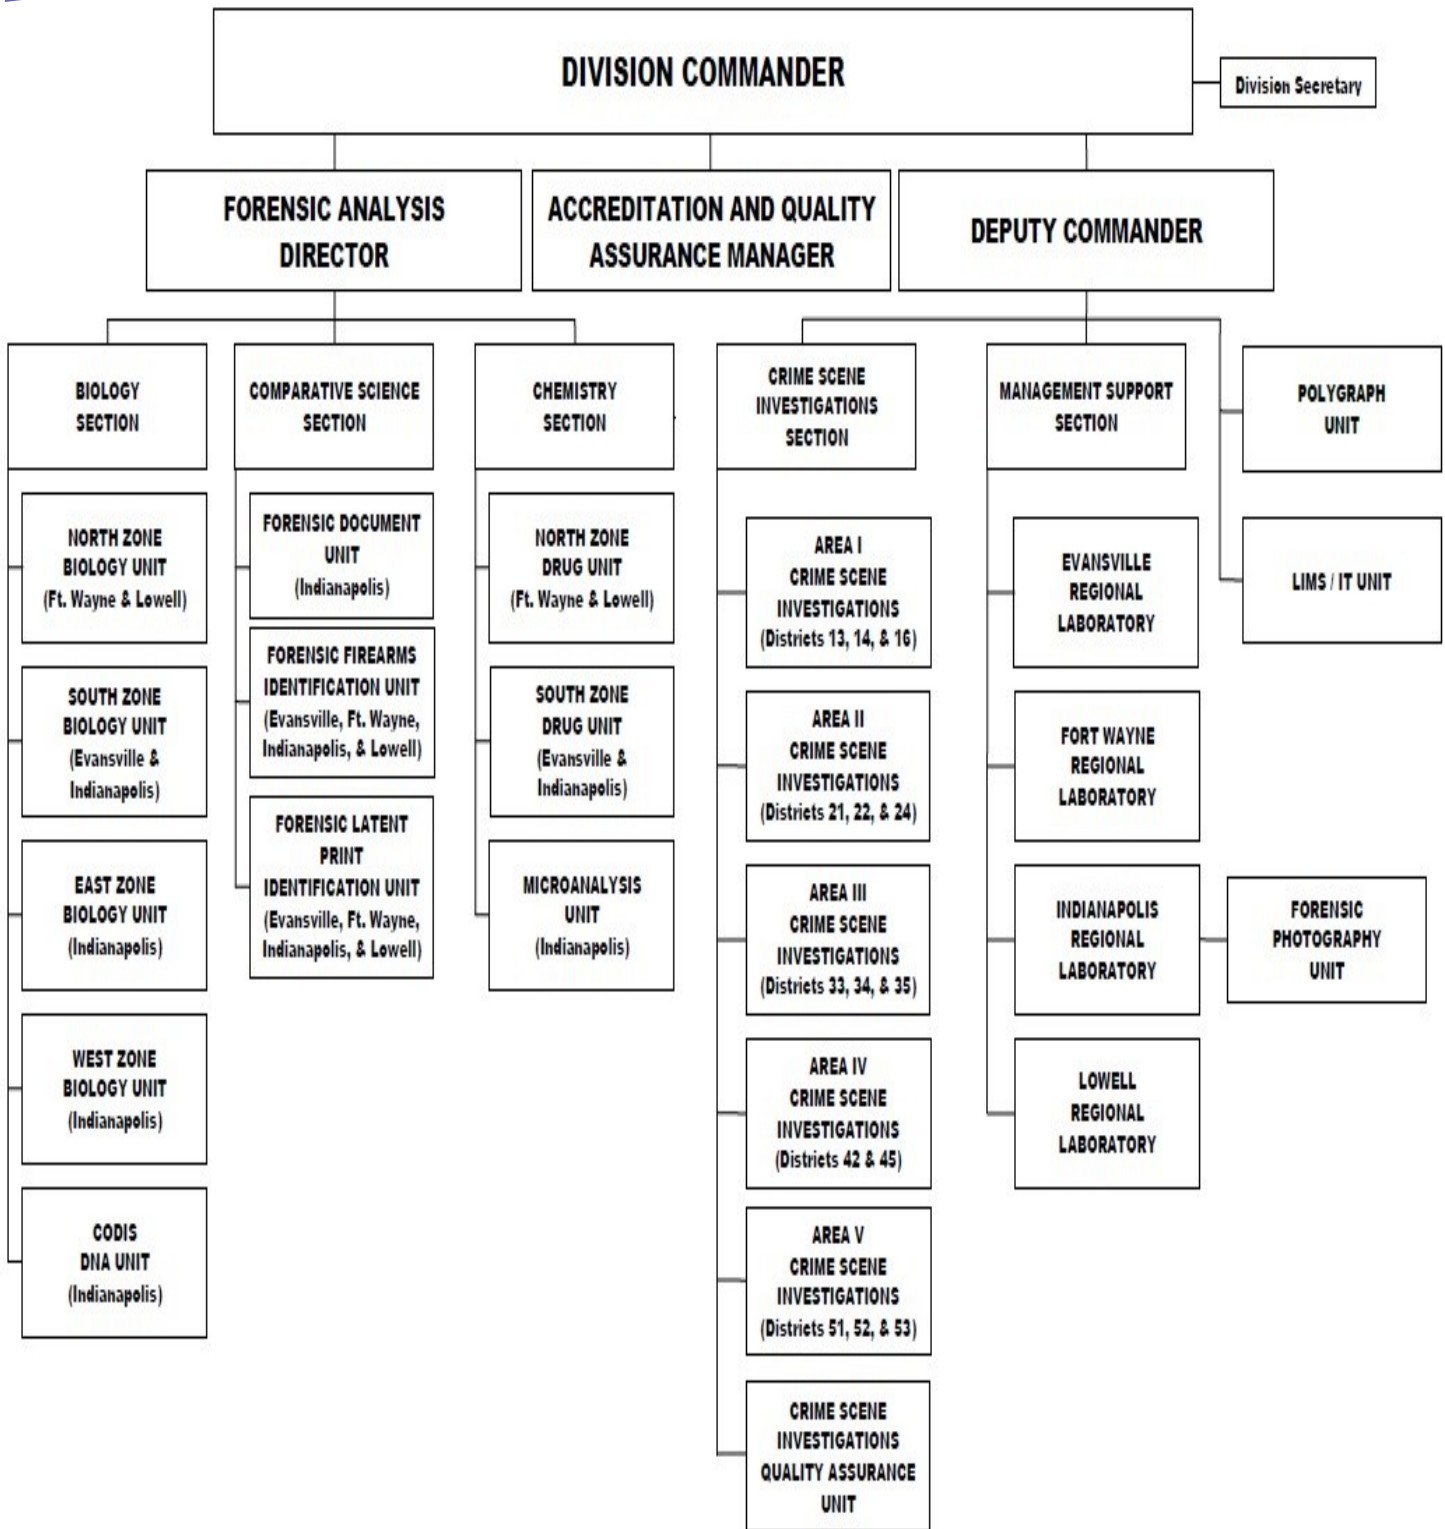 DIVISION COMMANDER
Division Secretary
FORENSIC ANALYSIS
DIRECTOR
ACCREDITATION AND QUALITY
ASSURANCE MANAGER
DEPUTY COMMANDER
BIOLOGY
SECTION
COMPARATIVE SCIENCE
SECTION
CHEMISTRY
SECTION
CRIME SCENE
INVESTIGATIONS
SECTION
MANAGEMENT SUPPORT
SECTION
POLYGRAPH
UNIT
NORTH ZONE
BIOLOGY UNIT
(Ft. Wayne & Lowell)
SOUTH ZONE
BIOLOGY UNIT
(Evansville &
Indianapolis)
EAST ZONE
BIOLOGY UNIT
(Indianapolis)
WEST ZONE
BIOLOGY UNIT
(Indianapolis)
CODIS
DNA UNIT
(Indianapolis)
FORENSIC DOCUMENT
UNIT
(Indianapolis)
FORENSIC FIREARMS
IDENTIFICATION UNIT
(Evansville, Ft. Wayne,
Indianapolis, & Lowell)
FORENSIC LATENT
PRINT
IDENTIFICATION UNIT
(Evansville, Ft. Wayne,
Indianapolis, & Lowell)
NORTH ZONE
DRUG UNIT
(Ft. Wayne & Lowell)
SOUTH ZONE
DRUG UNIT
(Evansville &
Indianapolis)
MICROANALYSIS
UNIT
(Indianapolis)
AREA I
CRIME SCENE
INVESTIGATIONS
(Districts 13, 14, & 16)
AREA II
CRIME SCENE
INVESTIGATIONS
(Districts 21, 22, & 24)
AREA III
CRIME SCENE
INVESTIGATIONS
(Districts 33, 34, & 35)
AREA IV
CRIME SCENE
INVESTIGATIONS
(Districts 42 & 45)
AREA V
CRIME SCENE
INVESTIGATIONS
(Districts 51, 52, & 53)
CRIME SCENE
INVESTIGATIONS
QUALITY ASSURANCE
UNIT
EVANSVILLE
REGIONAL
LABORATORY
FORT WAYNE
REGIONAL
LABORATORY
INDIANAPOLIS
REGIONAL
LABORATORY
LOWELL
REGIONAL
LABORATORY
LIMS / IT UNIT
FORENSIC
PHOTOGRAPHY
UNIT